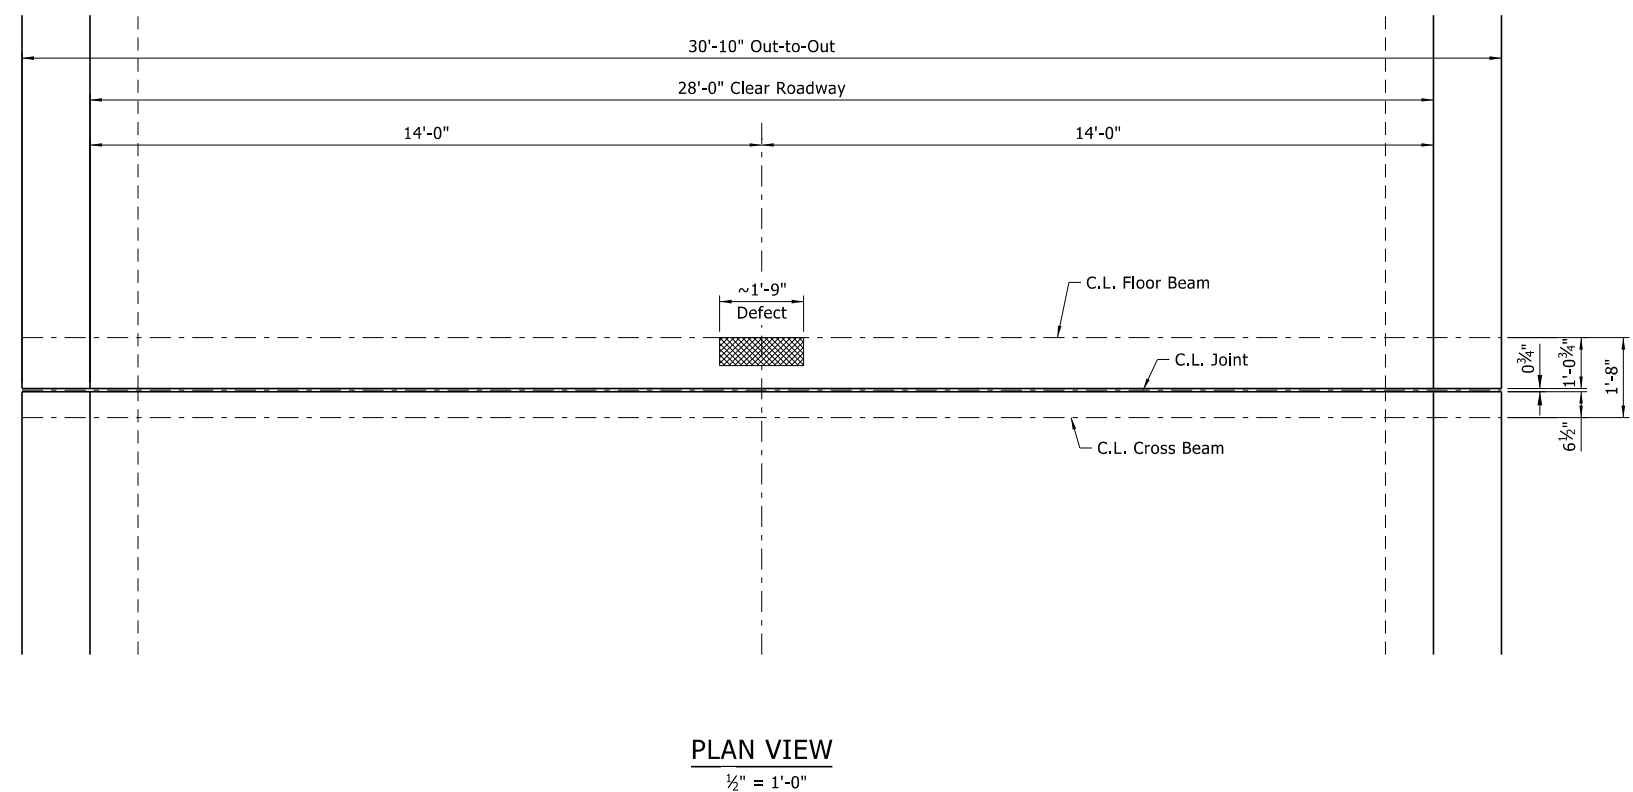 30'-10" Out-to-Out
28'-0" Clear Roadway
14'-0"
14'-0"
~1'-9"
Defect
C.L. Floor Beam
C.L. Joint
0¾"
1'-0¾"
1'-8"
6½"
C.L. Cross Beam
PLAN VIEW
½" = 1'-0"